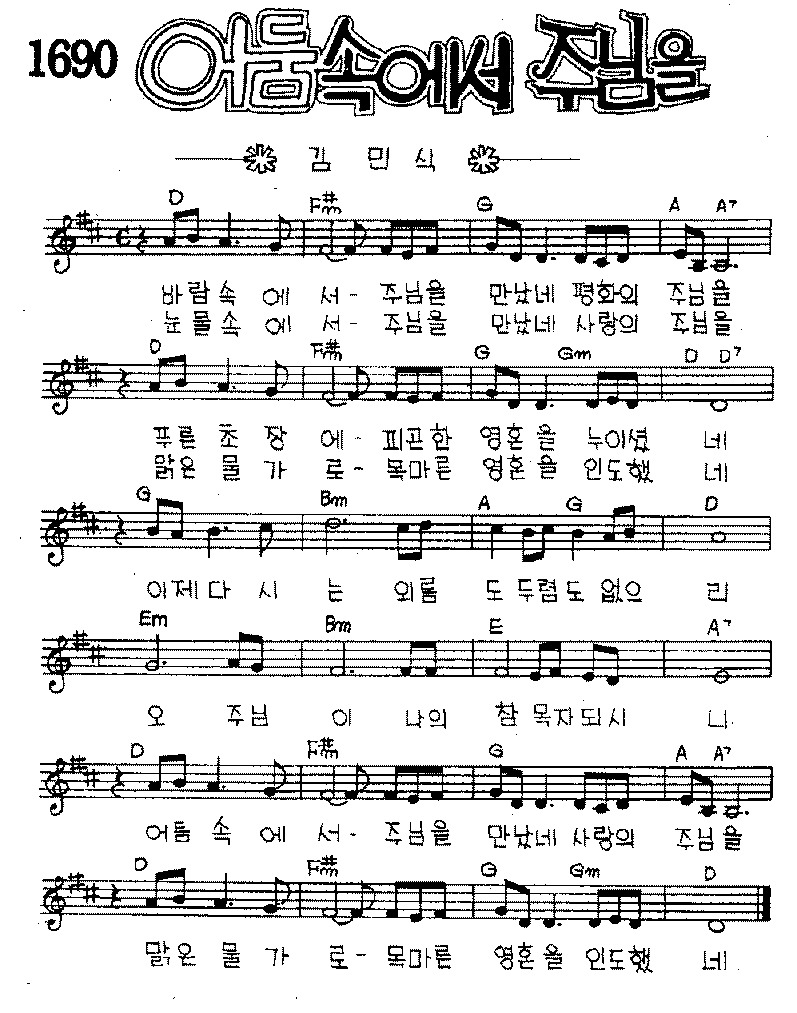 1690 어둠속에서 주님을
김 민 식
D F#m G A A7
바람속 에 서- 주님을 만났네 평화의 주님을
눈물속 에 서- 주님을 만났네 사랑의 주님을
D F#m G Gm D D7
푸른 초 장 에- 피곤한 영혼을 누이셨 네
맑은 물 가 로- 목마른 영혼을 인도했 네
G Bm A G D
이제다 시 는 외롬 도 두렴도 없으 리
Em Bm E A7
오 주님 이 나의 참 목자되시 니
D F#m G A A7
어둠 속 에 서- 주님을 만났네 사랑의 주님을
D F#m G Gm D
맑은 물 가 로- 목마른 영혼을 인도했 네